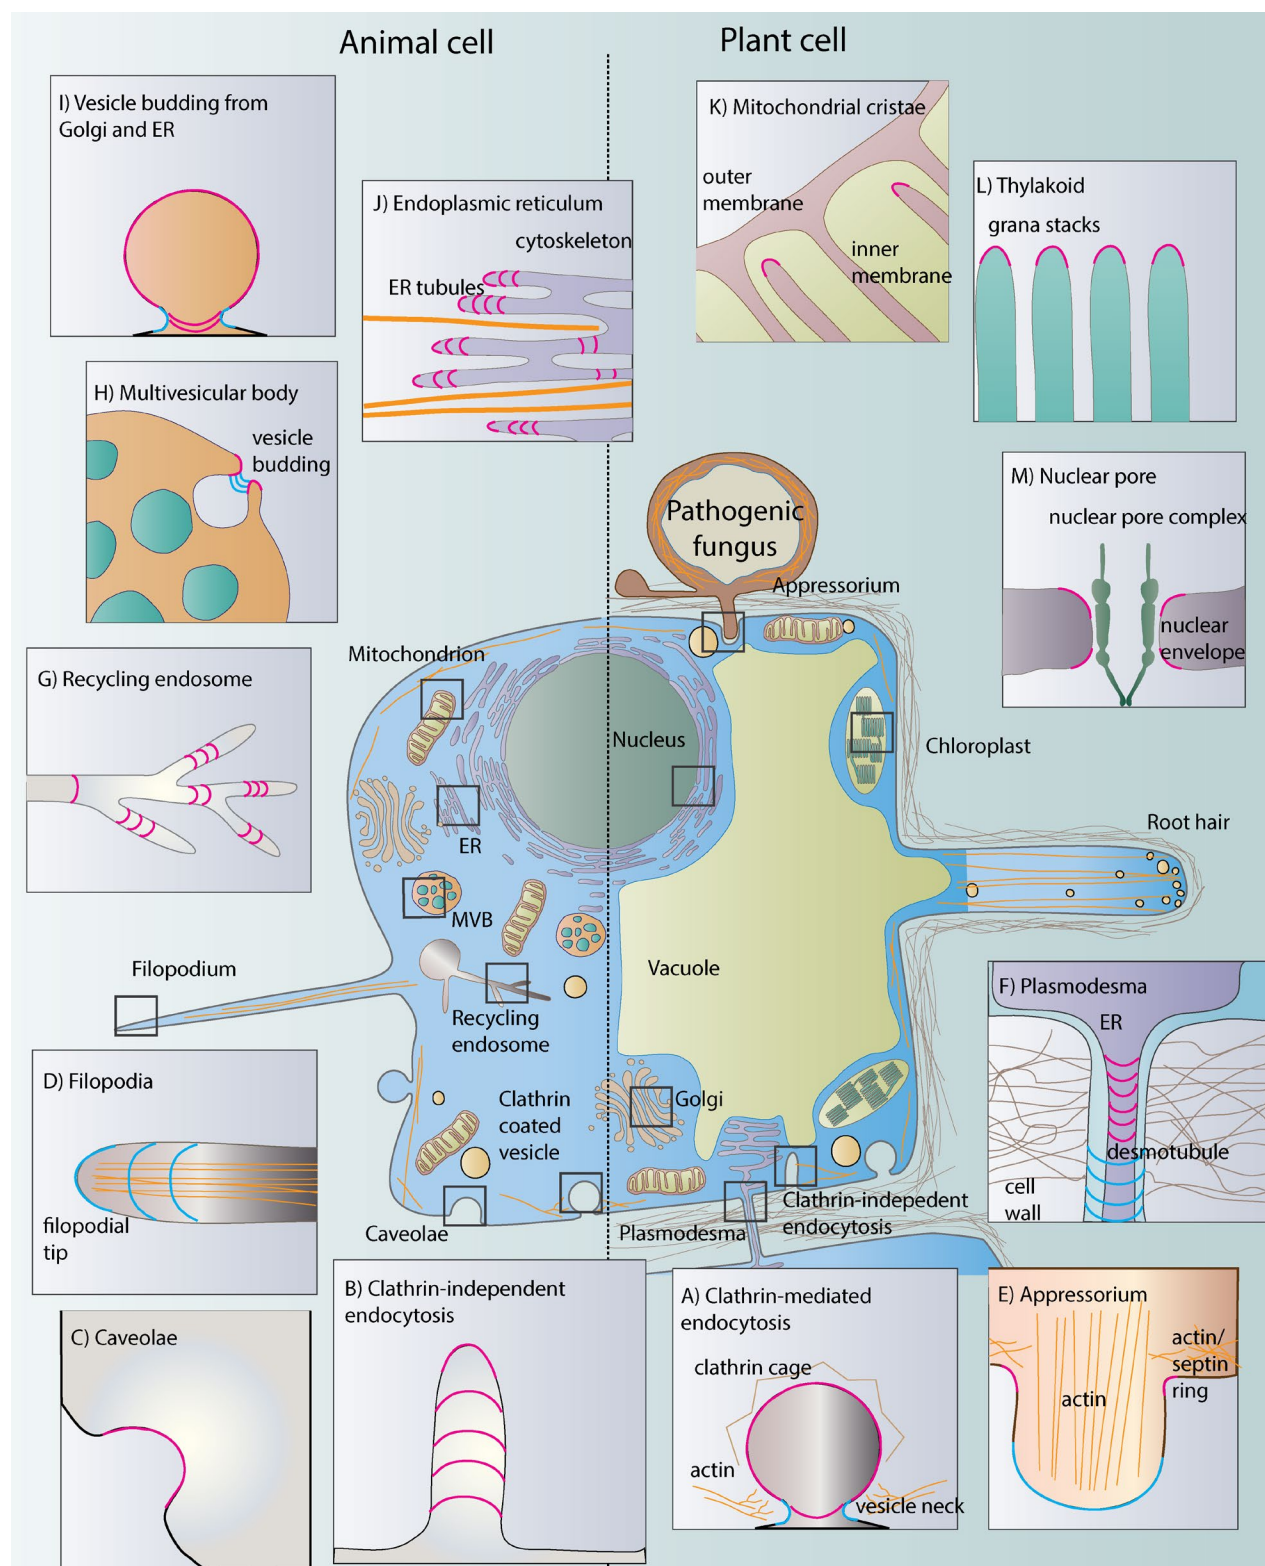 Animal cell
Plant cell
I) Vesicle budding from
Golgi and ER
J) Endoplasmic reticulum
cytoskeleton
ER tubules
K) Mitochondrial cristae
outer
membrane
inner
membrane
L) Thylakoid
grana stacks
H) Multivesicular body
vesicle
budding
M) Nuclear pore
nuclear pore complex
nuclear
envelope
Pathogenic
fungus
Appressorium
G) Recycling endosome
Mitochondrion
Nucleus
Chloroplast
ER
Root hair
MVB
Filopodium
Vacuole
Recycling
endosome
F) Plasmodesma
ER
desmotubule
cell
wall
D) Filopodia
filopodial
tip
Clathrin
coated
vesicle
Golgi
Caveolae
Plasmodesma
Clathrin-indepedent
endocytosis
C) Caveolae
B) Clathrin-independent
endocytosis
A) Clathrin-mediated
endocytosis
clathrin cage
actin
vesicle neck
E) Appressorium
actin/
septin
ring
actin